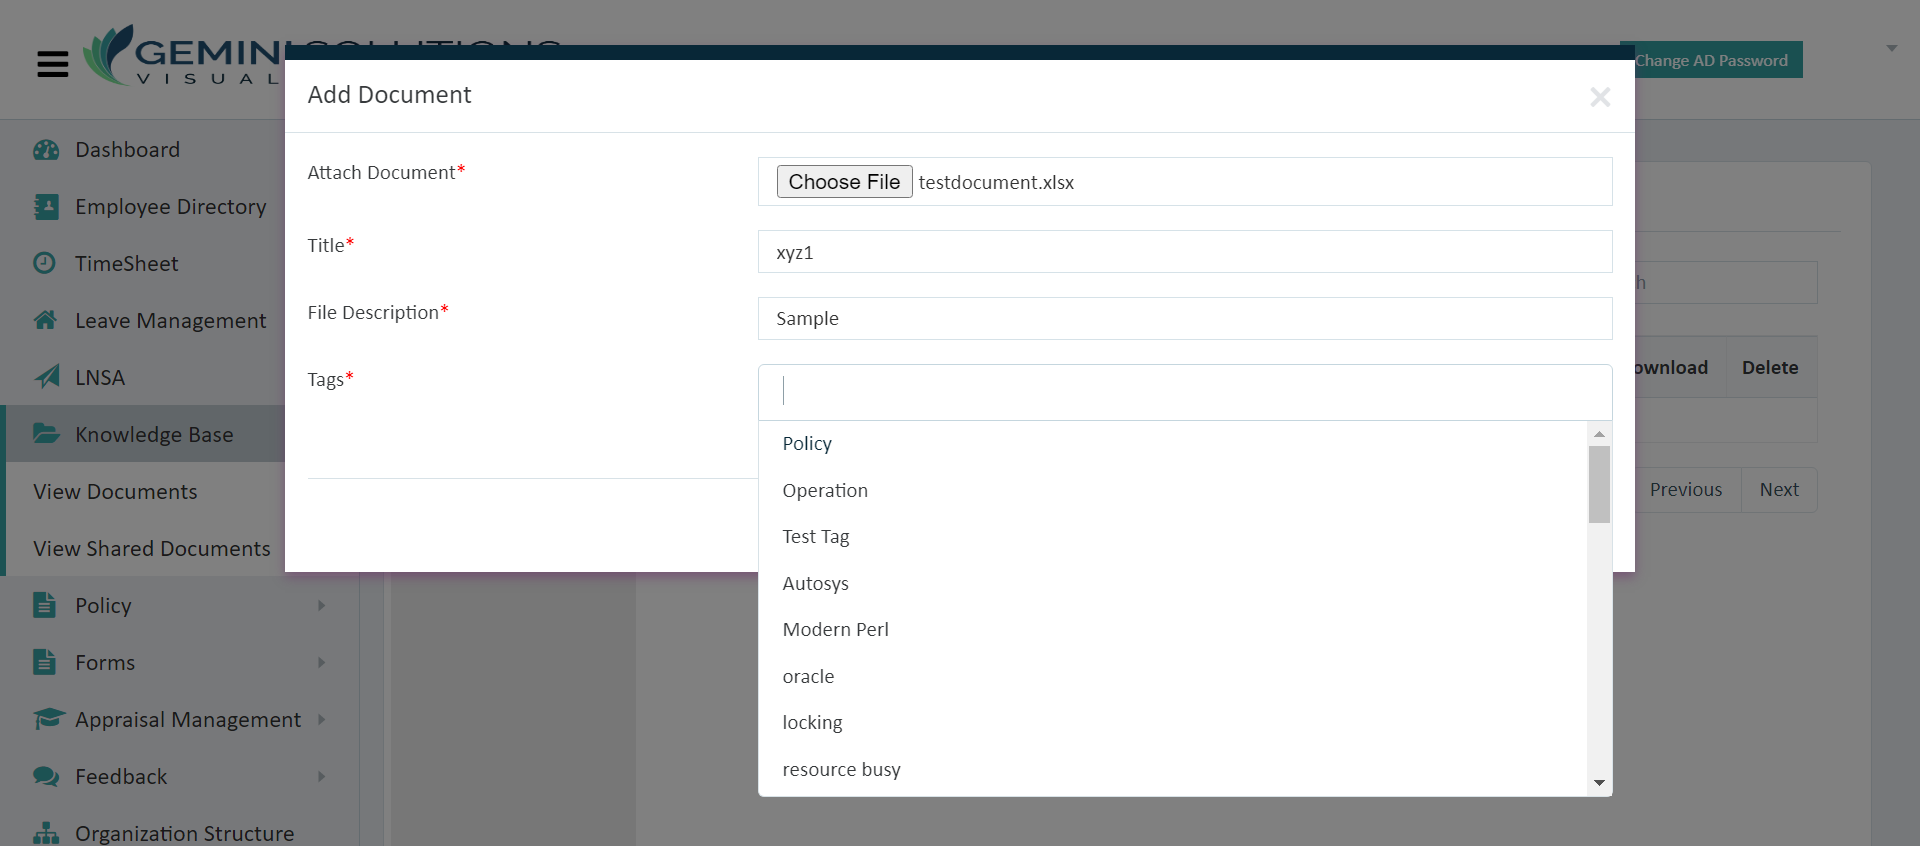 GEMINI SOLUTIONS
VISUAL
Change AD Password
Add Document
×
Attach Document*
Choose File testdocument.xlsx
Title*
xyz1
File Description*
Sample
Tags*
Policy
Operation
Test Tag
Autosys
Modern Perl
oracle
locking
resource busy
Dashboard
Employee Directory
TimeSheet
Leave Management
LNSA
Knowledge Base
View Documents
View Shared Documents
Policy
Forms
Appraisal Management
Feedback
Organization Structure
h
ownload
Delete
Previous
Next